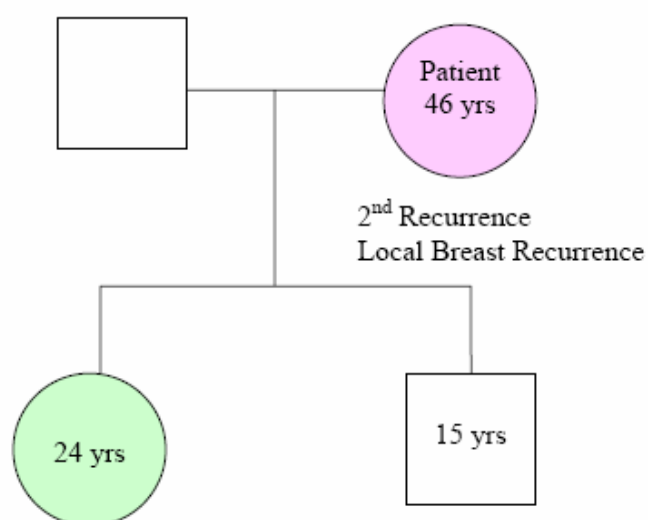 Patient
46 yrs
2nd Recurrence
Local Breast Recurrence
24 yrs
15 yrs